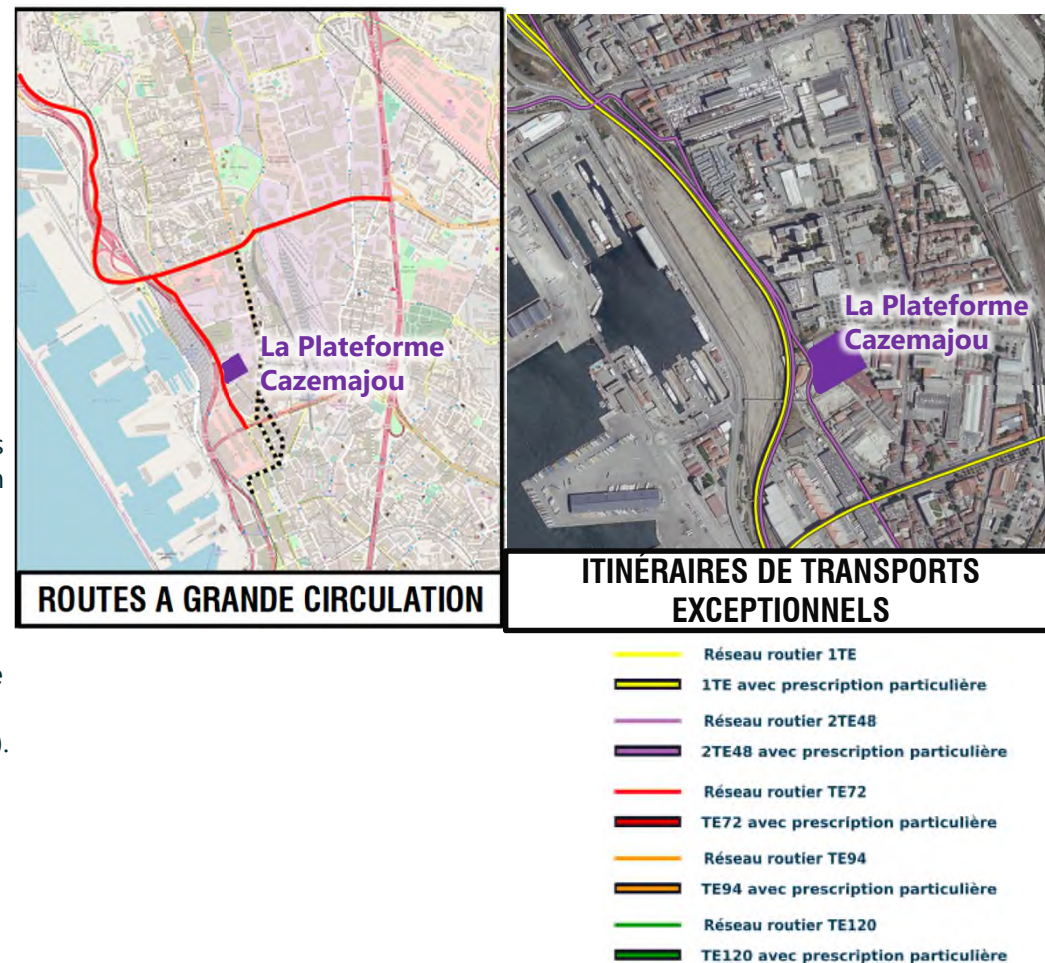 La Plateforme
Cazemajou
La Plateforme
Cazemajou
s
n
ROUTES A GRANDE CIRCULATION
ITINÉRAIRES DE TRANSPORTS
EXCEPTIONNELS
e
).
Réseau routier 1TE
1TE avec prescription particulière
Réseau routier 2TE48
2TE48 avec prescription particulière
Réseau routier TE72
TE72 avec prescription particulière
Réseau routier TE94
TE94 avec prescription particulière
Réseau routier TE120
TE120 avec prescription particulière